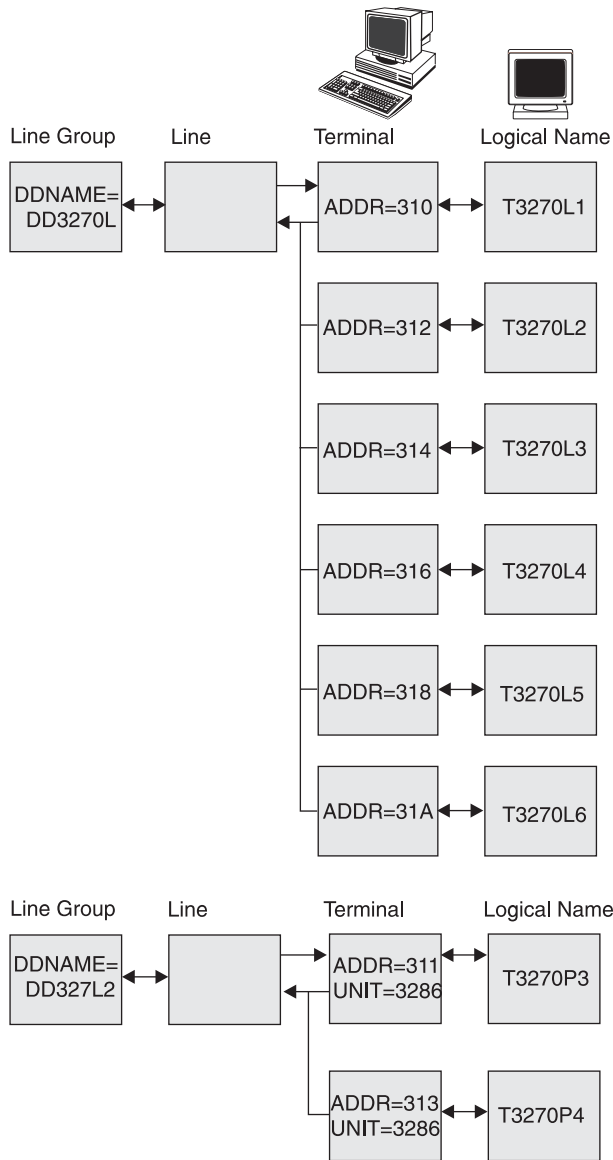 Line Group Line Terminal Logical Name
DDNAME=
DD3270L
ADDR=310 T3270L1
ADDR=312 T3270L2
ADDR=314 T3270L3
ADDR=316 T3270L4
ADDR=318 T3270L5
ADDR=31A T3270L6
Line Group Line Terminal Logical Name
DDNAME=
DD327L2
ADDR=311
UNIT=3286
T3270P3
ADDR=313
UNIT=3286
T3270P4